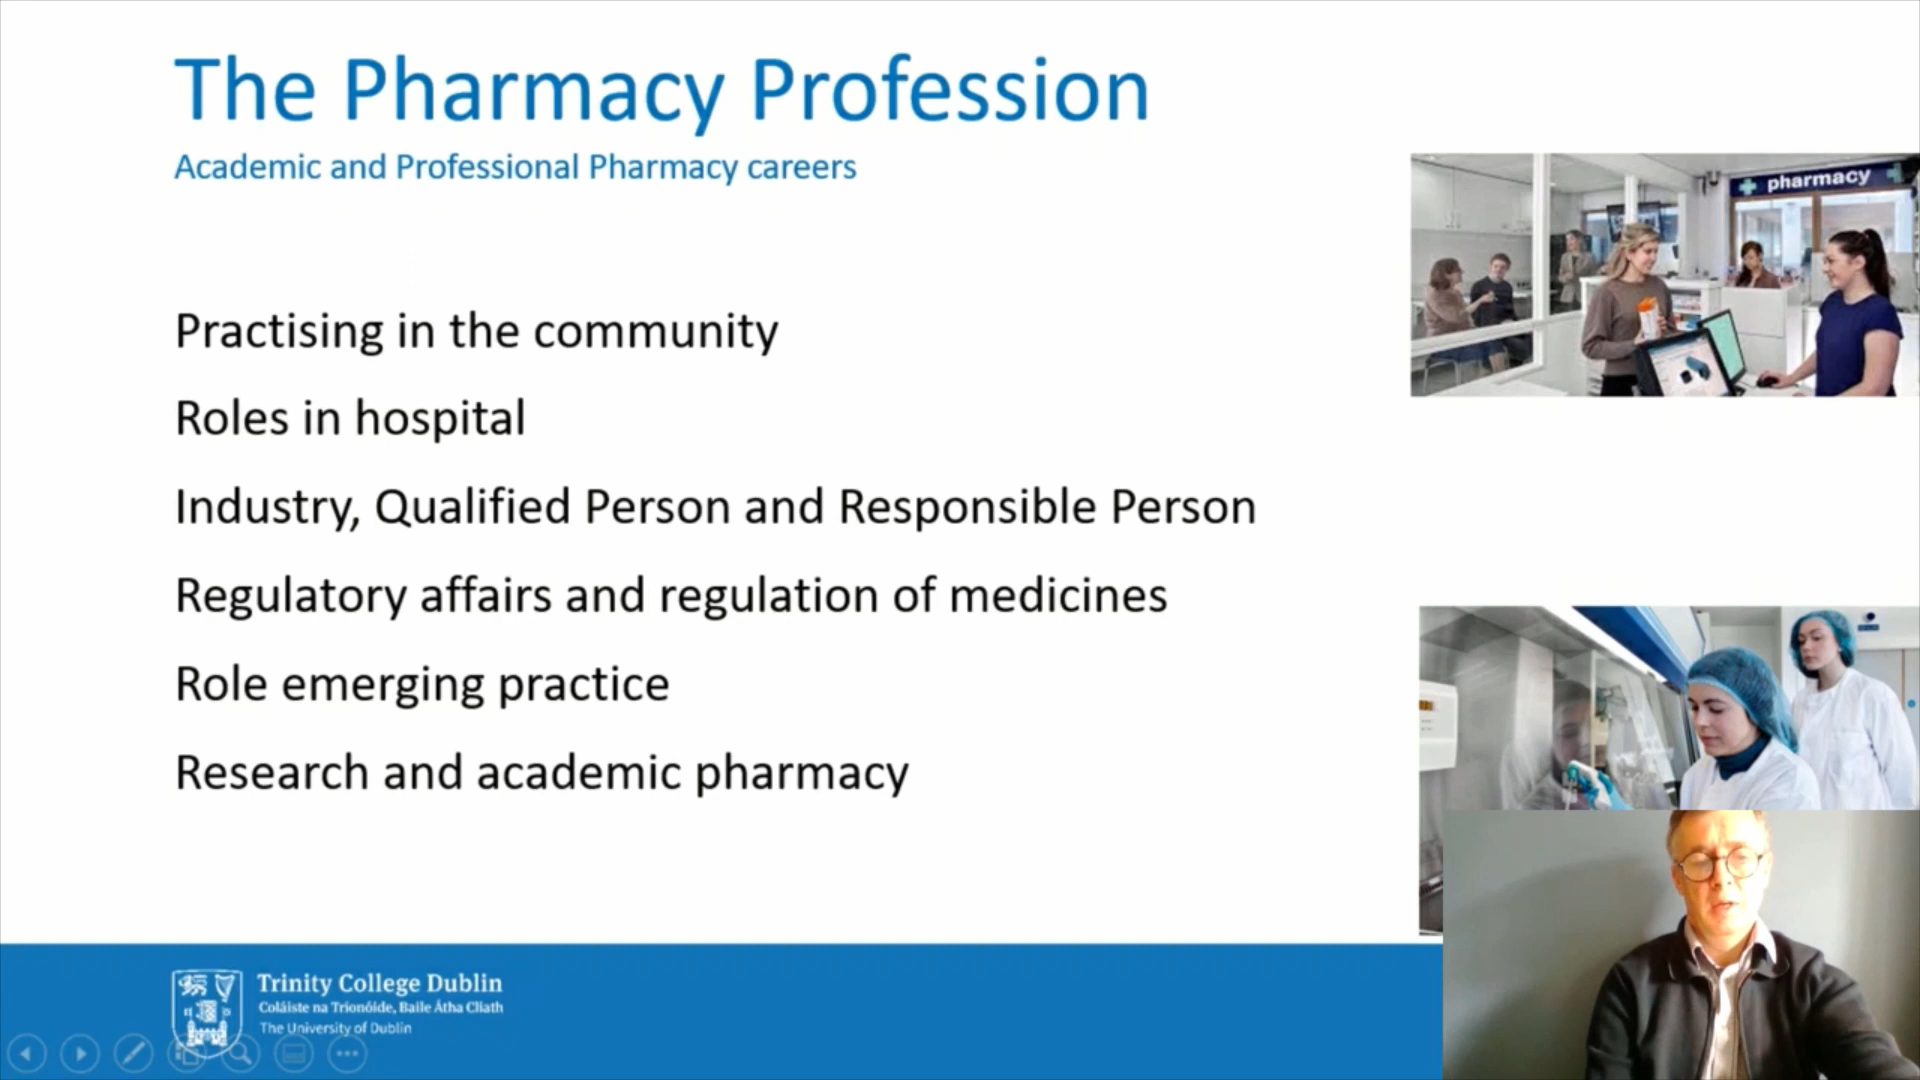 The Pharmacy Profession
Academic and Professional Pharmacy careers
pharmacy
Practising in the community
Roles in hospital
Industry, Qualified Person and Responsible Person
Regulatory affairs and regulation of medicines
Role emerging practice
Research and academic pharmacy
Trinity College Dublin
Coláiste na Tríonóide, Baile Átha Cliath
The University of Dublin